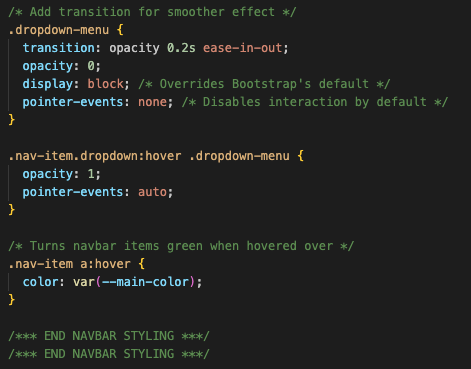 /* Add transition for smoother effect */
.dropdown-menu {
  transition: opacity 0.2s ease-in-out;
  opacity: 0;
  display: block; /* Overrides Bootstrap's default */
  pointer-events: none; /* Disables interaction by default */
}

.nav-item.dropdown:hover .dropdown-menu {
  opacity: 1;
  pointer-events: auto;
}

/* Turns navbar items green when hovered over */
.nav-item a:hover {
  color: var(--main-color);
}

/*** END NAVBAR STYLING ***/
/*** END NAVBAR STYLING ***/